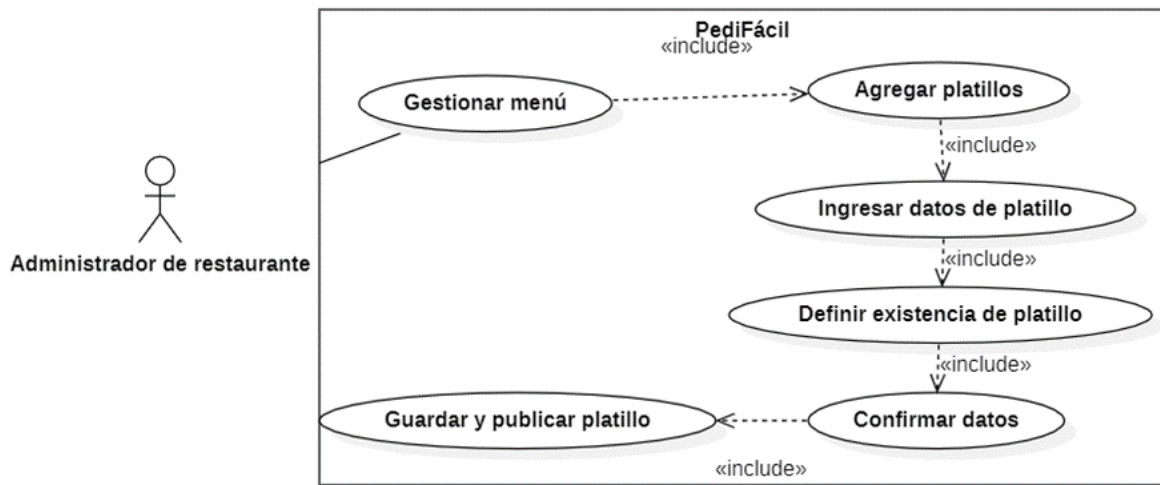 PediFácil
«include»
Gestionar menú
Agregar platillos
«include»
Ingresar datos de platillo
Administrador de restaurante
«include»
Definir existencia de platillo
«include»
Guardar y publicar platillo
Confirmar datos
«include»